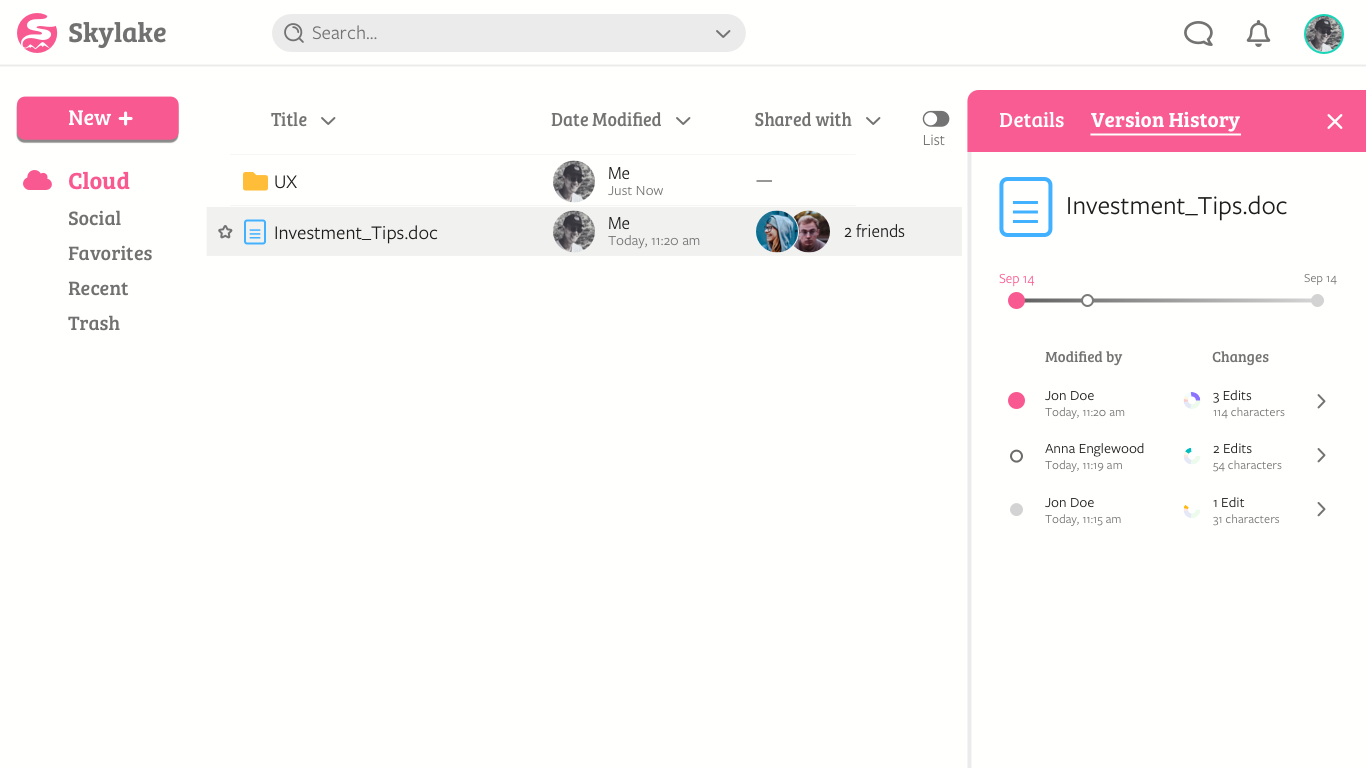 Skylake
Search...
New +
Cloud
Social
Favorites
Recent
Trash
Title
Date Modified
Shared with
List
UX
Me
Just Now
—
Investment_Tips.doc
Me
Today, 11:20 am
2 friends
Details
Version History
Investment_Tips.doc
Sep 14
Sep 14
Modified by
Changes
Jon Doe
Today, 11:20 am
3 Edits
114 characters
Anna Englewood
Today, 11:19 am
2 Edits
54 characters
Jon Doe
Today, 11:15 am
1 Edit
31 characters